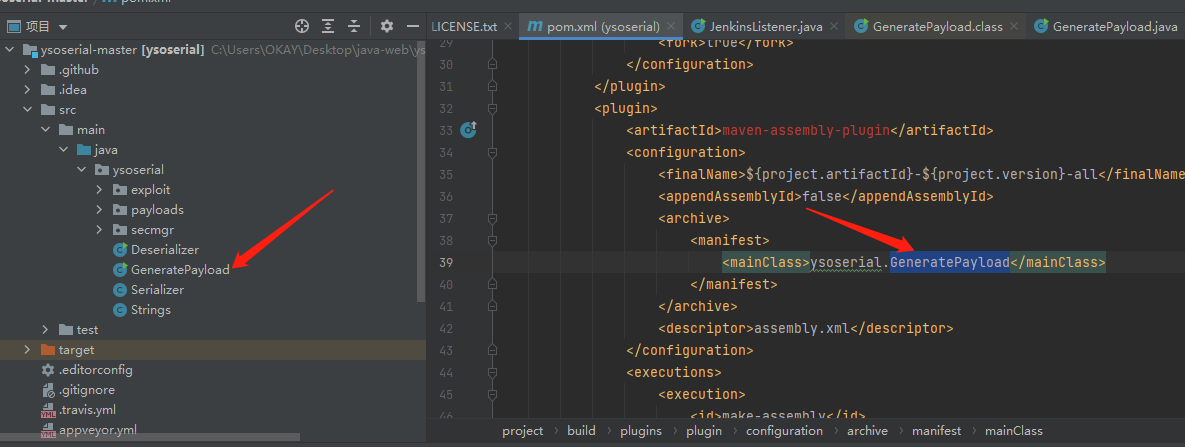 项目
ysoserial-master [ysoserial] C:\Users\OKAY\Desktop\java-web\ys
.github
.idea
src
main
java
ysoserial
exploit
payloads
secmgr
Deserializer
GeneratePayload
Serializer
Strings
test
target
.editorconfig
.gitignore
.travis.yml
appveyor.yml
LICENSE.txt
pom.xml (ysoserial)
JenkinsListener.java
GeneratePayload.class
GeneratePayload.java
29 <fork>true</fork>
30 </configuration>
31 </plugin>
32 <plugin>
33 <artifactId>maven-assembly-plugin</artifactId>
34 <configuration>
35 <finalName>${project.artifactId}-${project.version}-all</finalName
36 <appendAssemblyId>false</appendAssemblyId>
37 <archive>
38 <manifest>
39 <mainClass>ysoserial.GeneratePayload</mainClass>
40 </manifest>
41 </archive>
42 <descriptor>assembly.xml</descriptor>
43 </configuration>
44 <executions>
45 <execution>
46 <id>make-assembly</id>
project › build › plugins › plugin › configuration › archive › manifest › mainClass